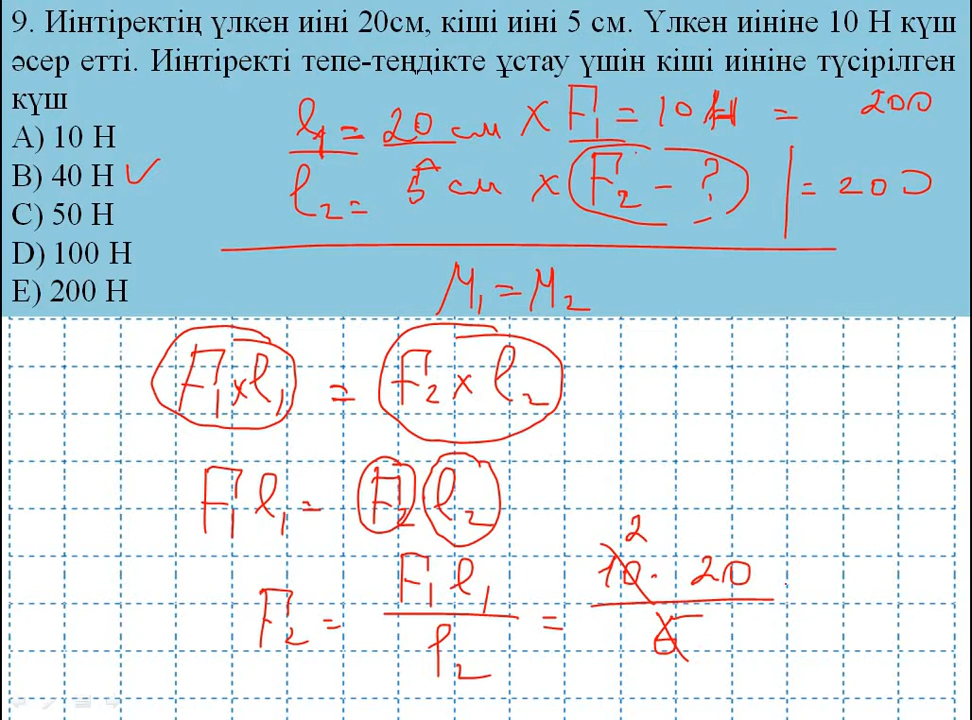 9. Иінтіректің үлкен иіні 20см, кіші иіні 5 см. Үлкен иініне 10 Н күш
әсер етті. Иінтіректі тепе-теңдікте ұстау үшін кіші иініне түсірілген
күш
A) 10 Н
B) 40 Н ✓
C) 50 Н
D) 100 Н
E) 200 Н
l₁ = 20 см × F₁ = 10 Н = 200
l₂ = 5 см × F₂ - ? | = 200
M₁ = M₂
F₁ × l₁ = F₂ × l₂
F₁ l₁ = F₂ l₂
2
F₂ = F₁ l₁ / l₂ = 10 · 20 / 5